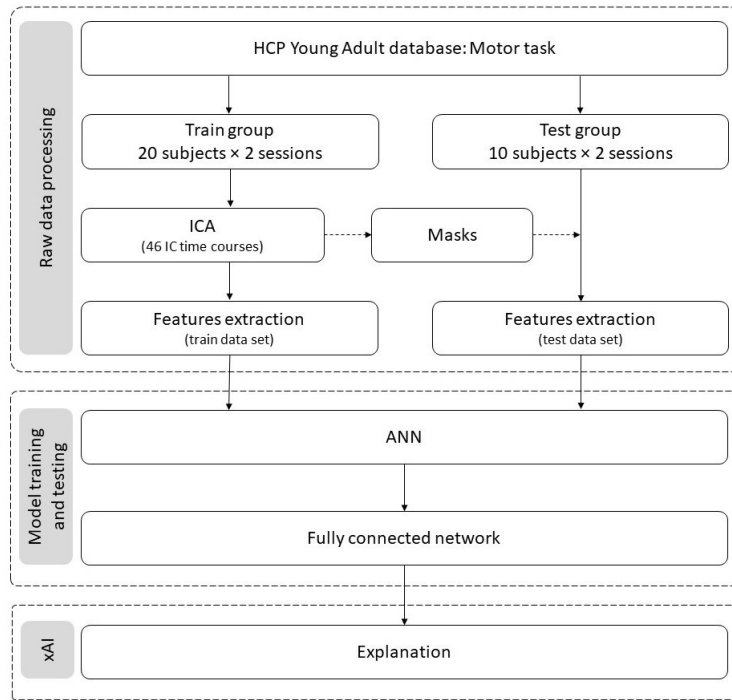 Raw data processing
HCP Young Adult database: Motor task
Train group
20 subjects × 2 sessions
Test group
10 subjects × 2 sessions
ICA
(46 IC time courses)
Masks
Features extraction
(train data set)
Features extraction
(test data set)
Model training
and testing
ANN
Fully connected network
xAI
Explanation